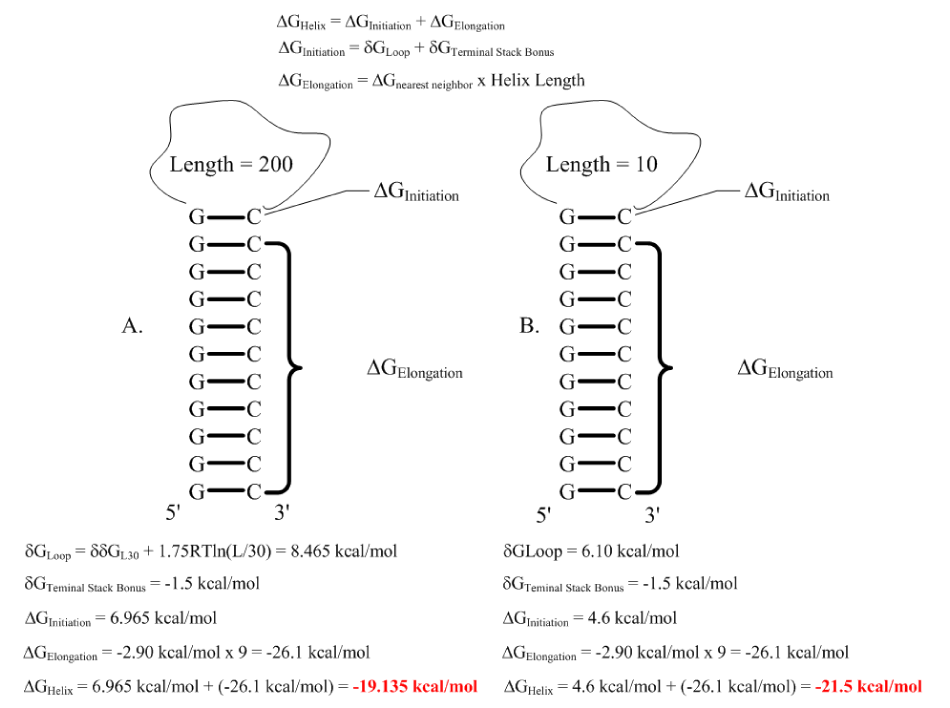 ΔGHelix = ΔGInitiation + ΔGElongation
ΔGInitiation = δGLoop + δGTerminal Stack Bonus
ΔGElongation = ΔGnearest neighbor x Helix Length
Length = 200
ΔGInitiation
G C
G C
G C
G C
A. G C
G C
G C
G C
G C
G C
G C
ΔGElongation
5' 3'
Length = 10
ΔGInitiation
G C
G C
G C
G C
B. G C
G C
G C
G C
G C
G C
G C
ΔGElongation
5' 3'
δGLoop = δδGL30 + 1.75RTln(L/30) = 8.465 kcal/mol
δGTeminal Stack Bonus = -1.5 kcal/mol
ΔGInitiation = 6.965 kcal/mol
ΔGElongation = -2.90 kcal/mol x 9 = -26.1 kcal/mol
ΔGHelix = 6.965 kcal/mol + (-26.1 kcal/mol) = -19.135 kcal/mol
δGLoop = 6.10 kcal/mol
δGTeminal Stack Bonus = -1.5 kcal/mol
ΔGInitiation = 4.6 kcal/mol
ΔGElongation = -2.90 kcal/mol x 9 = -26.1 kcal/mol
ΔGHelix = 4.6 kcal/mol + (-26.1 kcal/mol) = -21.5 kcal/mol